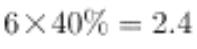 6×40% = 2.4